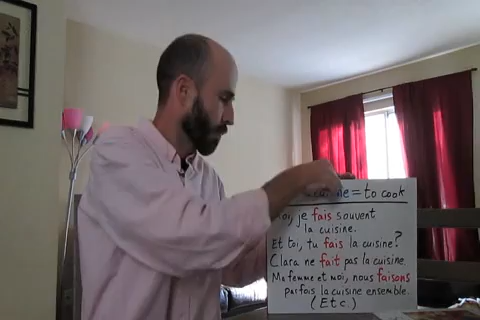 = to cook
je fais souvent
la cuisine.
Et toi, tu fais la cuisine?
Clara ne fait pas la cuisine.
Ma femme et moi, nous faisons
parfois la cuisine ensemble.
(Etc.)